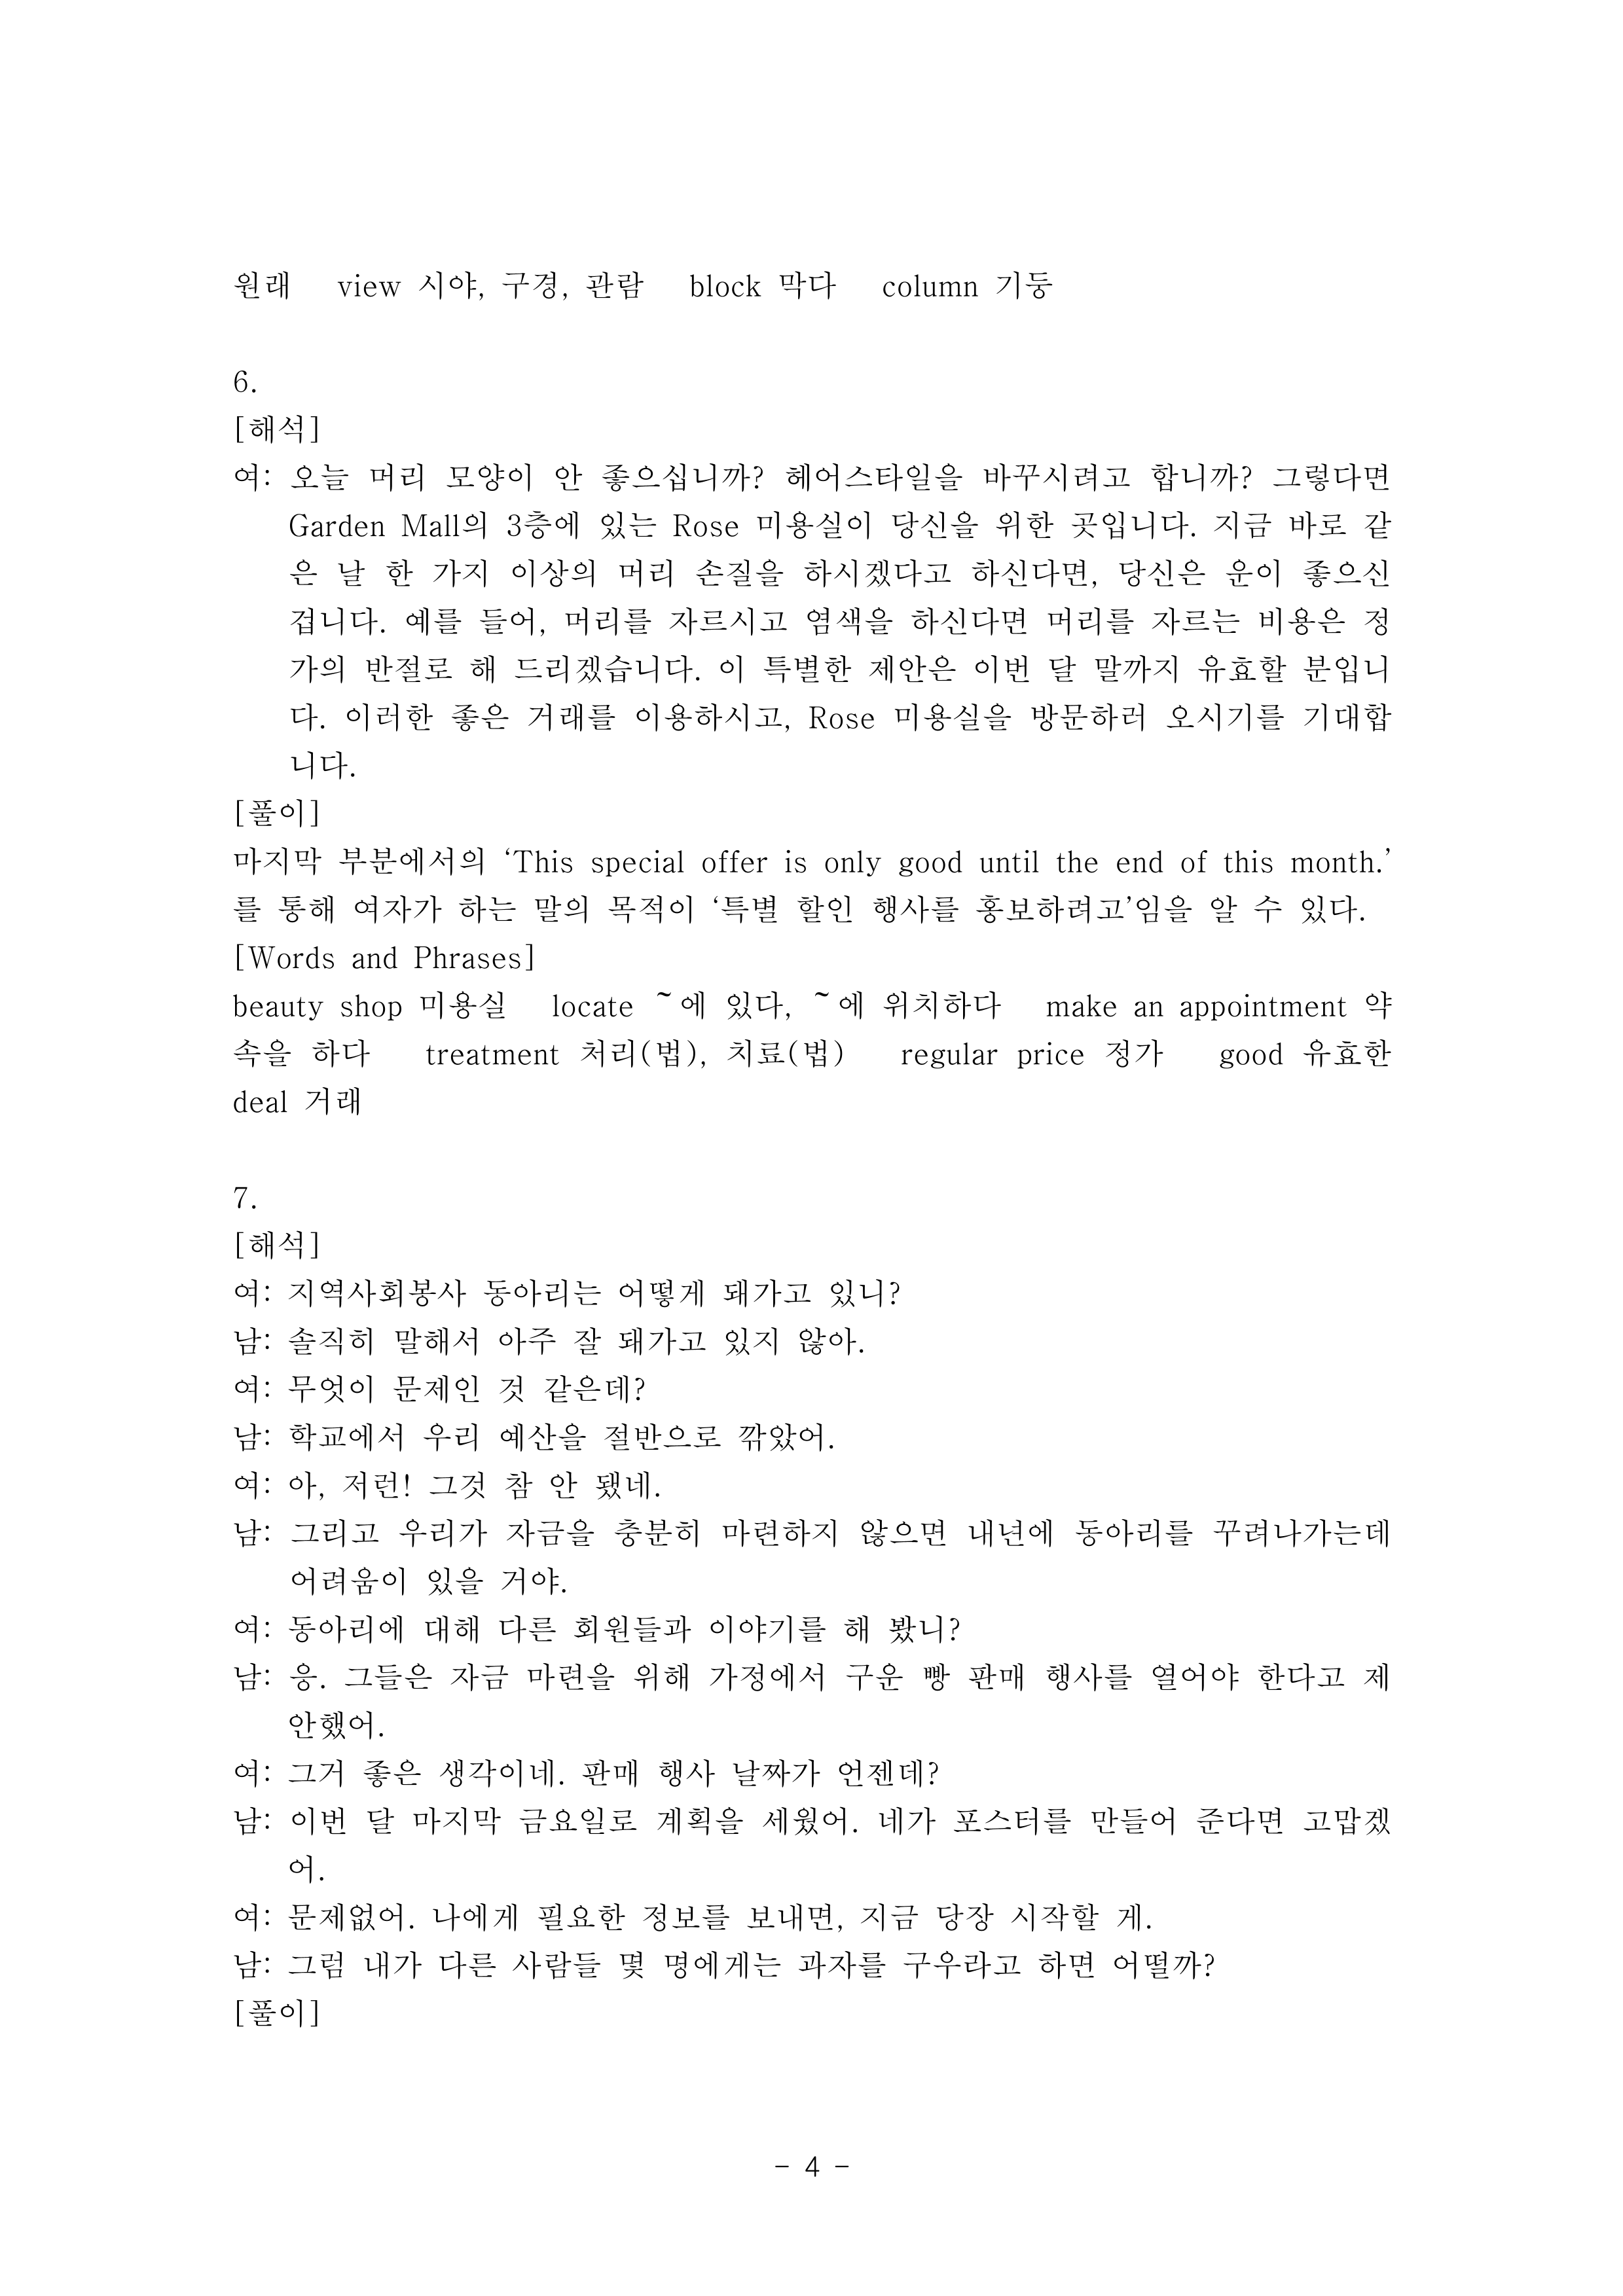 원래 view 시야, 구경, 관람 block 막다 column 기둥
6.
[해석]
여: 오늘 머리 모양이 안 좋으십니까? 헤어스타일을 바꾸시려고 합니까? 그렇다면
Garden Mall의 3층에 있는 Rose 미용실이 당신을 위한 곳입니다. 지금 바로 같
은 날 한 가지 이상의 머리 손질을 하시겠다고 하신다면, 당신은 운이 좋으신
겁니다. 예를 들어, 머리를 자르시고 염색을 하신다면 머리를 자르는 비용은 정
가의 반절로 해 드리겠습니다. 이 특별한 제안은 이번 달 말까지 유효할 분입니
다. 이러한 좋은 거래를 이용하시고, Rose 미용실을 방문하러 오시기를 기대합
니다.
[풀이]
마지막 부분에서의 ‘This special offer is only good until the end of this month.’
를 통해 여자가 하는 말의 목적이 ‘특별 할인 행사를 홍보하려고’임을 알 수 있다.
[Words and Phrases]
beauty shop 미용실 locate ~에 있다, ~에 위치하다 make an appointment 약
속을 하다 treatment 처리(법), 치료(법) regular price 정가 good 유효한
deal 거래
7.
[해석]
여: 지역사회봉사 동아리는 어떻게 돼가고 있니?
남: 솔직히 말해서 아주 잘 돼가고 있지 않아.
여: 무엇이 문제인 것 같은데?
남: 학교에서 우리 예산을 절반으로 깎았어.
여: 아, 저런! 그것 참 안 됐네.
남: 그리고 우리가 자금을 충분히 마련하지 않으면 내년에 동아리를 꾸려나가는데
어려움이 있을 거야.
여: 동아리에 대해 다른 회원들과 이야기를 해 봤니?
남: 응. 그들은 자금 마련을 위해 가정에서 구운 빵 판매 행사를 열어야 한다고 제
안했어.
여: 그거 좋은 생각이네. 판매 행사 날짜가 언젠데?
남: 이번 달 마지막 금요일로 계획을 세웠어. 네가 포스터를 만들어 준다면 고맙겠
어.
여: 문제없어. 나에게 필요한 정보를 보내면, 지금 당장 시작할 게.
남: 그럼 내가 다른 사람들 몇 명에게는 과자를 구우라고 하면 어떨까?
[풀이]
- 4 -